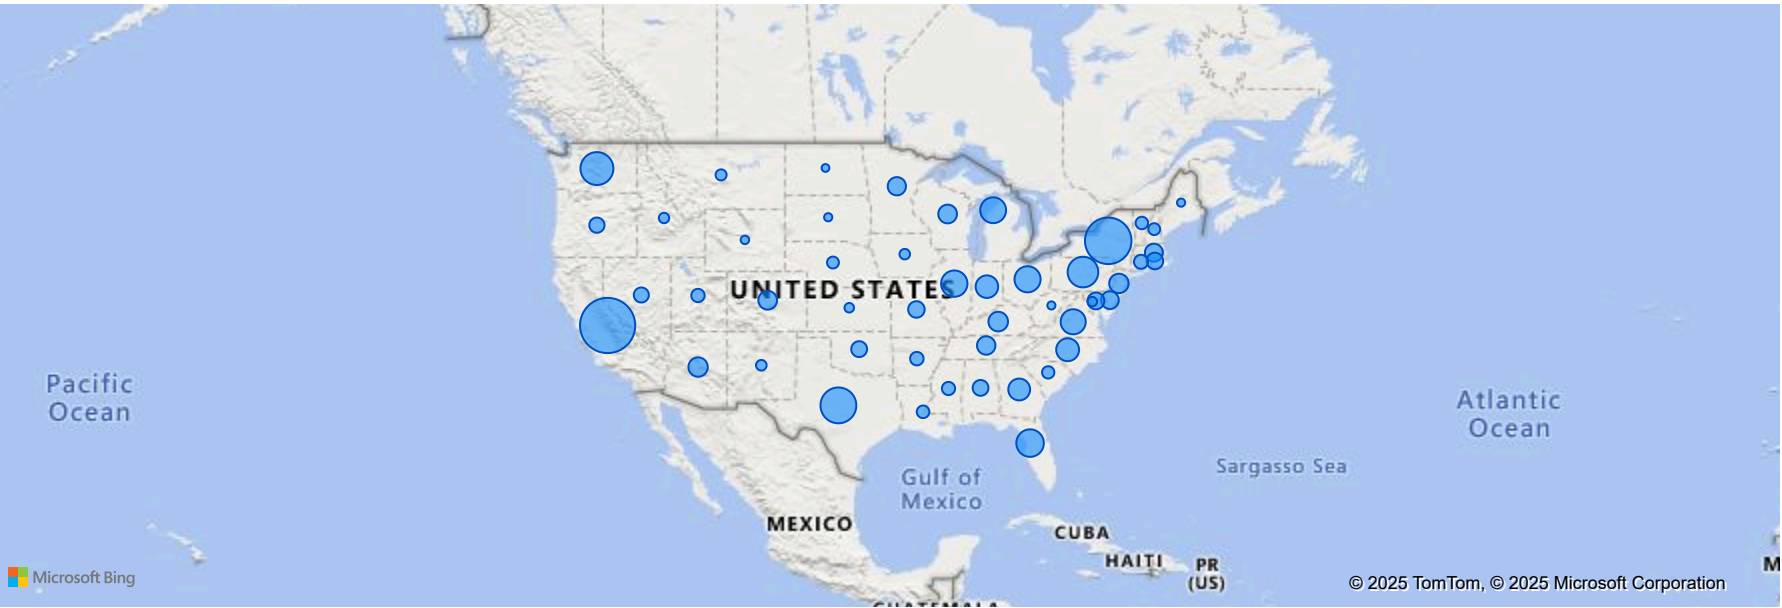 UNITED STATES
Pacific
Ocean
Atlantic
Ocean
Sargasso Sea
Gulf of
Mexico
MEXICO
CUBA
HAITI
PR
(US)
M
Microsoft Bing
© 2025 TomTom, © 2025 Microsoft Corporation
GUATEMALA